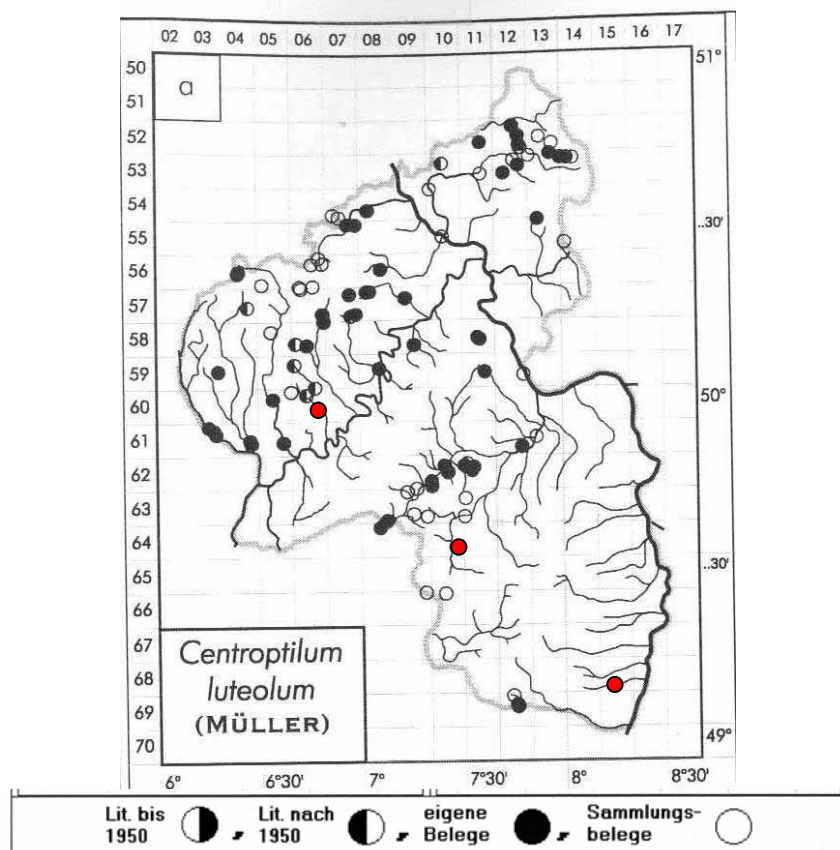 02 03 04 05 06 07 08 09 10 11 12 13 14 15 16 17
50
51
52
53
54
55
56
57
58
59
60
61
62
63
64
65
66
67
68
69
70
a
51°
..30'
50°
..30'
49°
Centroptilum
luteolum
(MÜLLER)
6° 6°30' 7° 7°30' 8° 8°30'
Lit. bis
1950
Lit. nach
1950
eigene
Belege
Sammlungs-
belege